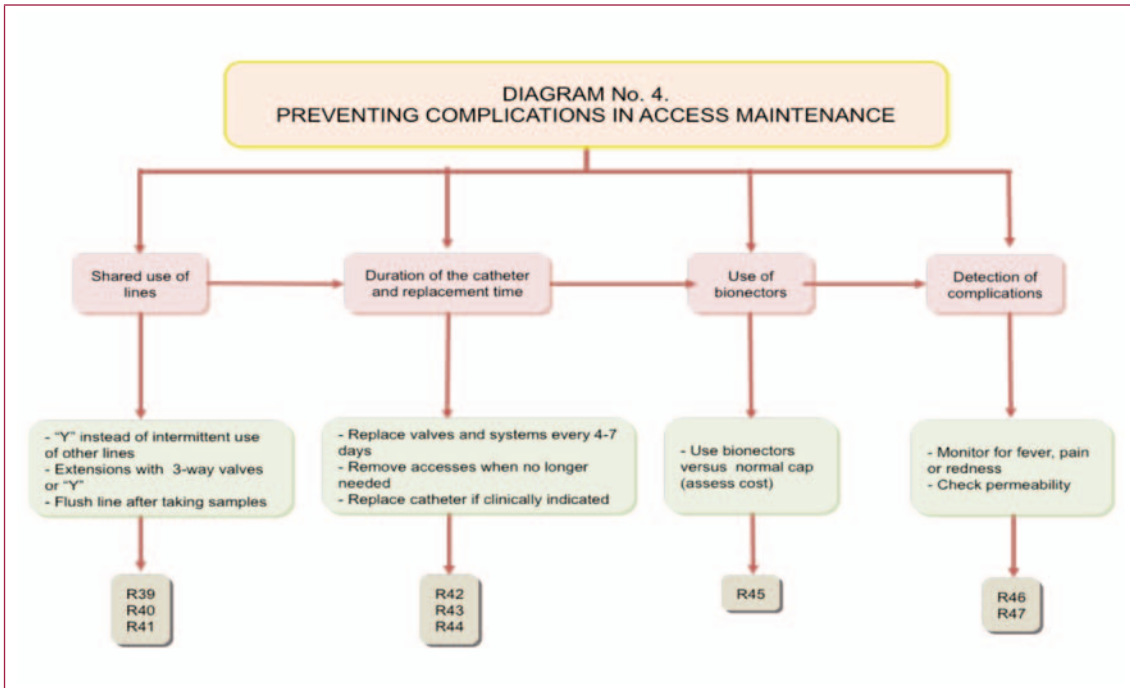 DIAGRAM No. 4.
PREVENTING COMPLICATIONS IN ACCESS MAINTENANCE
Shared use of
lines
Duration of the catheter
and replacement time
Use of
bionectors
Detection of
complications
- "Y" instead of intermittent use
of other lines
- Extensions with 3-way valves
or "Y"
- Flush line after taking samples
- Replace valves and systems every 4-7
days
- Remove accesses when no longer
needed
- Replace catheter if clinically indicated
- Use bionectors
versus normal cap
(assess cost)
- Monitor for fever, pain
or redness
- Check permeability
R39
R40
R41
R42
R43
R44
R45
R46
R47